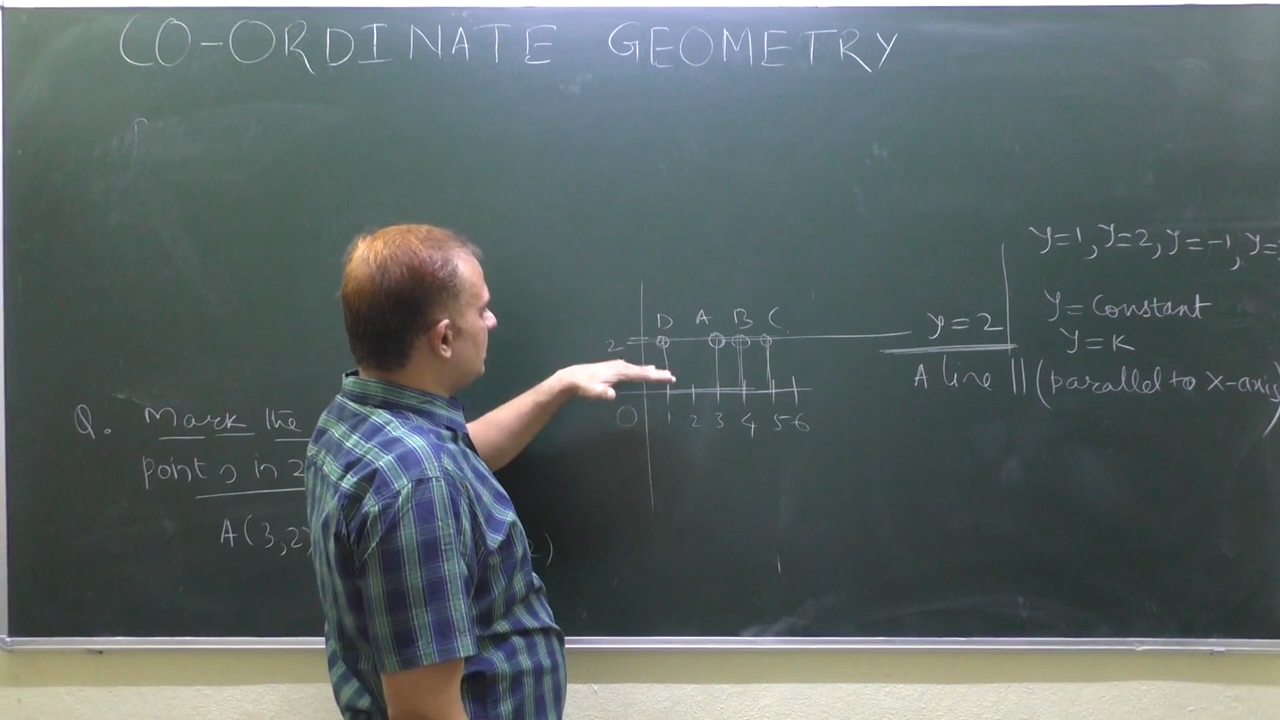 CO-ORDINATE GEOMETRY
Q. Mark the
points in 2
A(3,2)
2)
D A B C
2
O 1 2 3 4 5 6
y=2
y=1, y=2, y=-1, y=
y=Constant
y=K
A line || (parallel to X-axis)